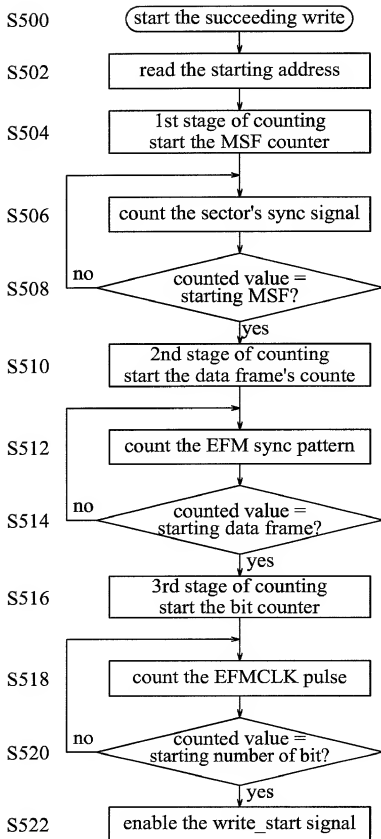 S500 start the succeeding write
S502 read the starting address
1st stage of counting
S504 start the MSF counter
S506 count the sector's sync signal
no counted value =
S508 starting MSF?
yes
2nd stage of counting
S510 start the data frame's counte
S512 count the EFM sync pattern
no counted value =
S514 starting data frame?
yes
3rd stage of counting
S516 start the bit counter
S518 count the EFMCLK pulse
no counted value =
S520 starting number of bit?
yes
S522 enable the write_start signal